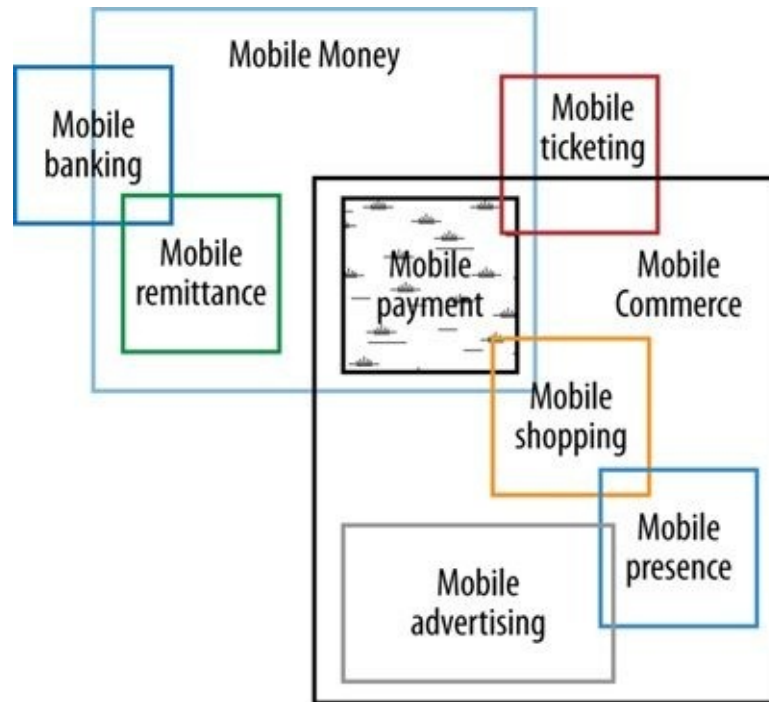 Mobile Money
Mobile
banking
Mobile
ticketing
Mobile
remittance
Mobile
payment
Mobile
Commerce
Mobile
shopping
Mobile
presence
Mobile
advertising